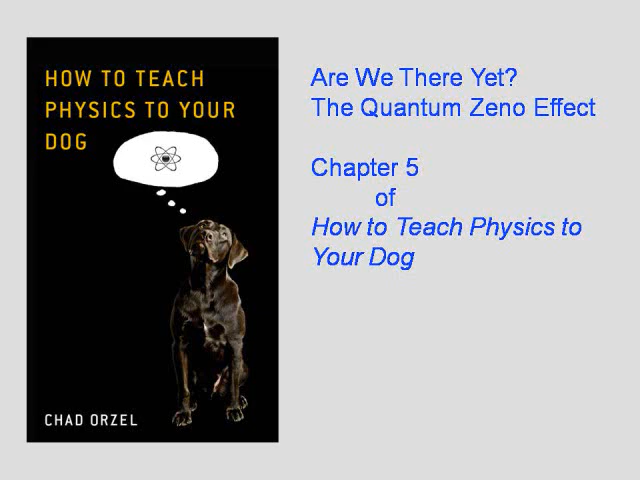 HOW TO TEACH
PHYSICS TO YOUR
DOG
CHAD ORZEL
Are We There Yet?
The Quantum Zeno Effect
Chapter 5
of
How to Teach Physics to
Your Dog